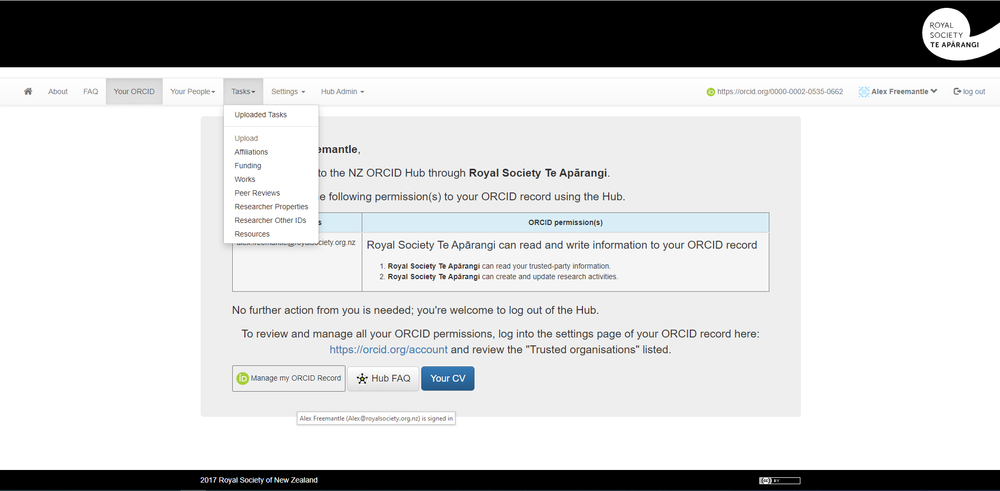 ROYAL
SOCIETY
TE APĀRANGI
About FAQ Your ORCID Your People Tasks Settings Hub Admin https://orcid.org/0000-0002-0535-0662 Alex Freemantle log out
Uploaded Tasks
Upload
Affiliations
Funding
Works
Peer Reviews
Researcher Properties
Researcher Other IDs
Resources
emantle,
to the NZ ORCID Hub through Royal Society Te Apārangi.
e following permission(s) to your ORCID record using the Hub.
s ORCID permission(s)
alex.freemantle@royalsociety.org.nz Royal Society Te Apārangi can read and write information to your ORCID record
1. Royal Society Te Apārangi can read your trusted-party information.
2. Royal Society Te Apārangi can create and update research activities.
No further action from you is needed; you're welcome to log out of the Hub.
To review and manage all your ORCID permissions, log into the settings page of your ORCID record here:
https://orcid.org/account and review the "Trusted organisations" listed.
iD Manage my ORCID Record Hub FAQ Your CV
Alex Freemantle (Alex@royalsociety.org.nz) is signed in
2017 Royal Society of New Zealand cc BY